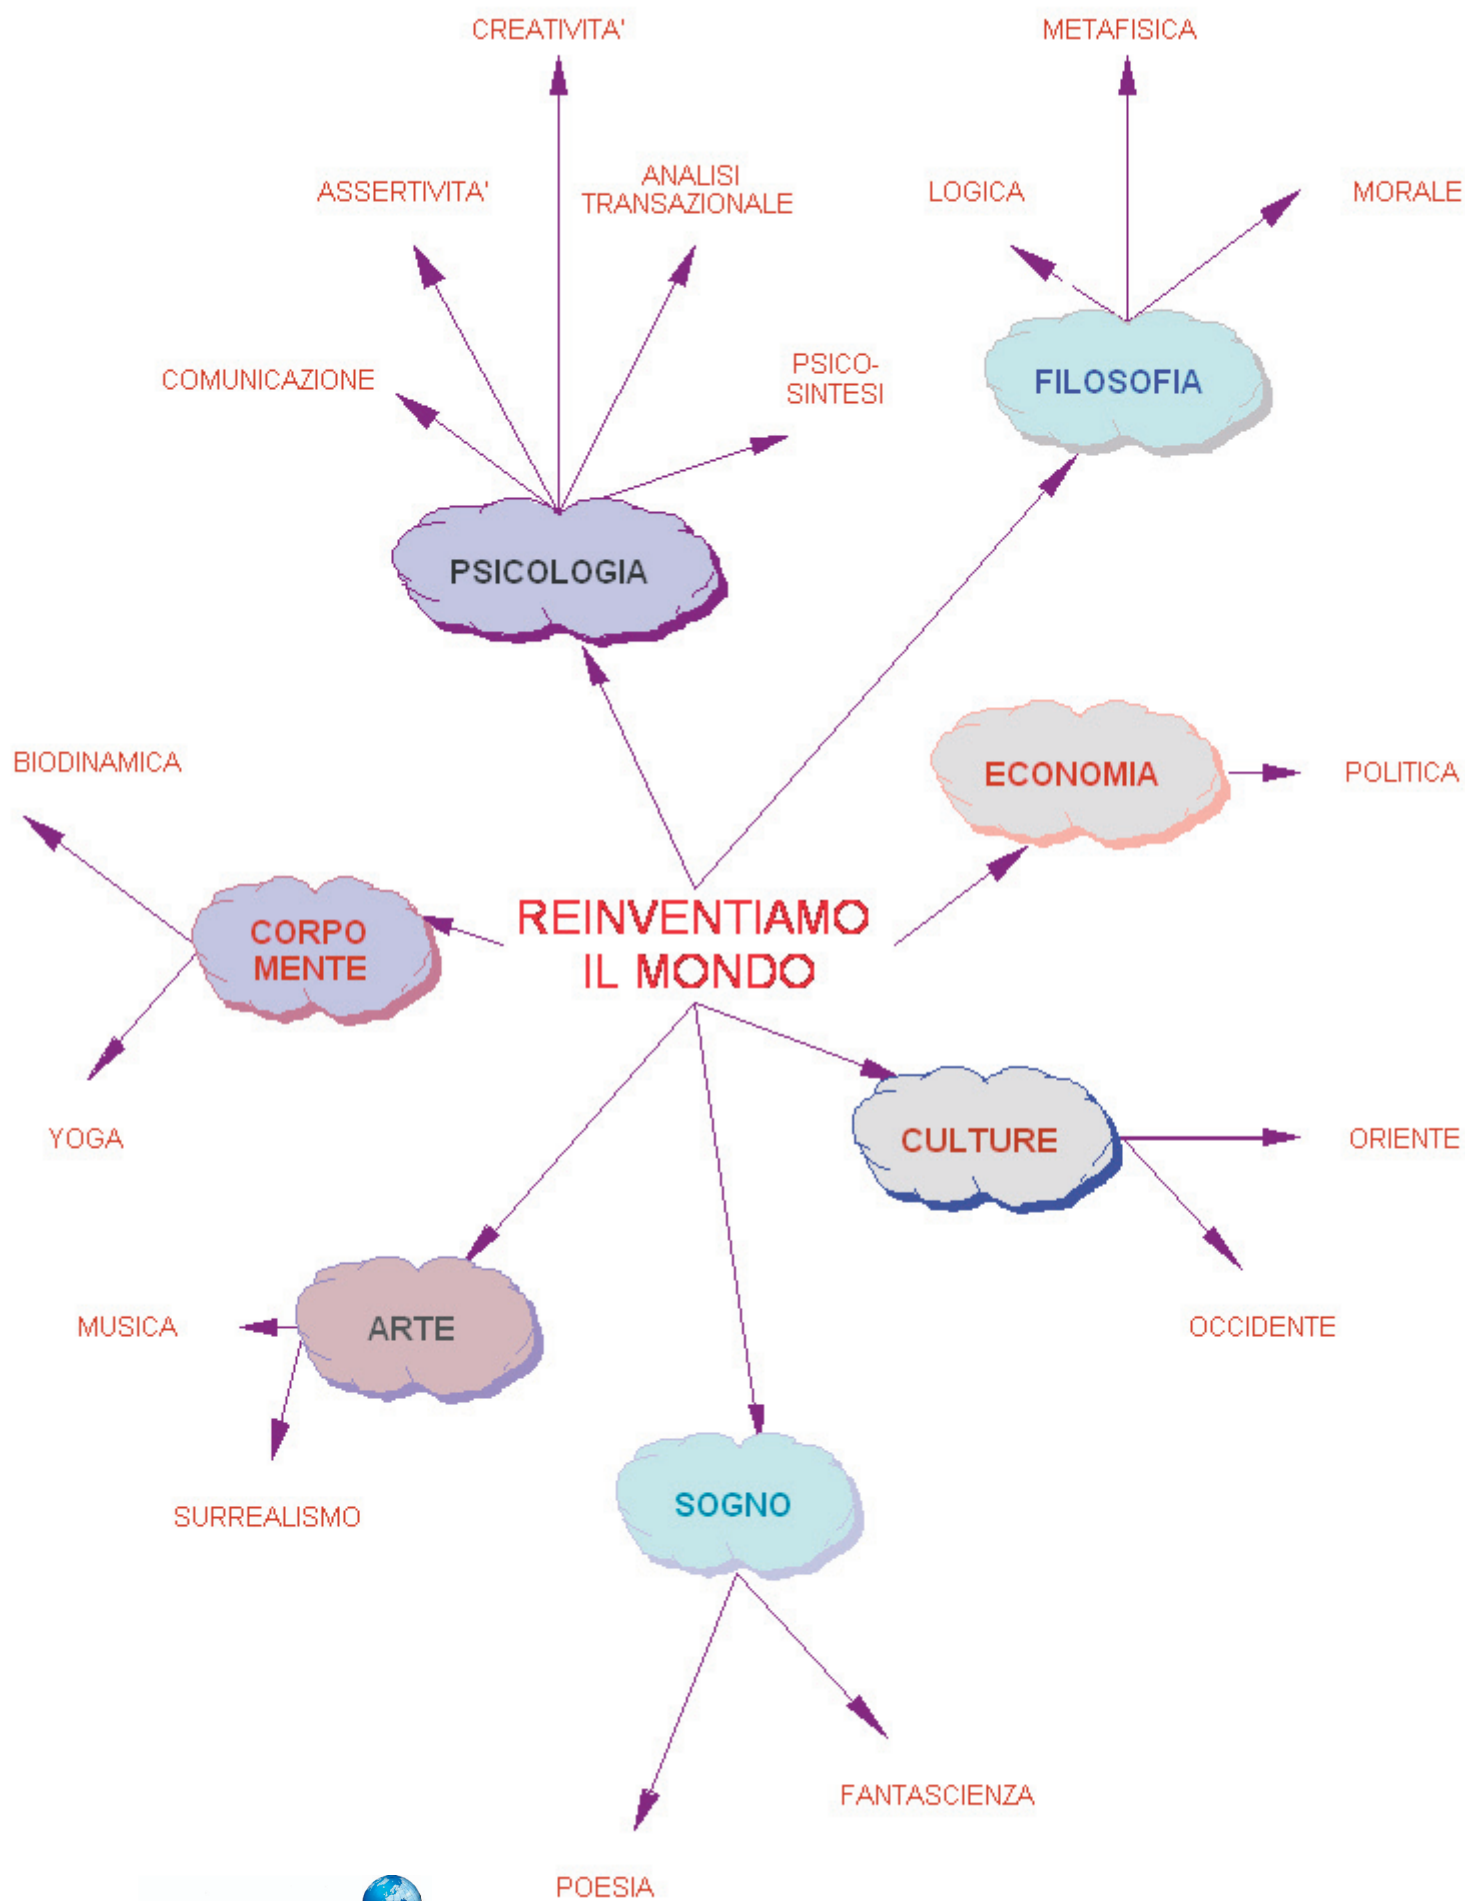 CREATIVITA'
METAFISICA
ASSERTIVITA'
ANALISI
TRANSAZIONALE
LOGICA
MORALE
COMUNICAZIONE
PSICO-
SINTESI
FILOSOFIA
PSICOLOGIA
BIODINAMICA
ECONOMIA
POLITICA
CORPO
MENTE
REINVENTIAMO
IL MONDO
YOGA
CULTURE
ORIENTE
MUSICA
ARTE
OCCIDENTE
SURREALISMO
SOGNO
FANTASCIENZA
POESIA